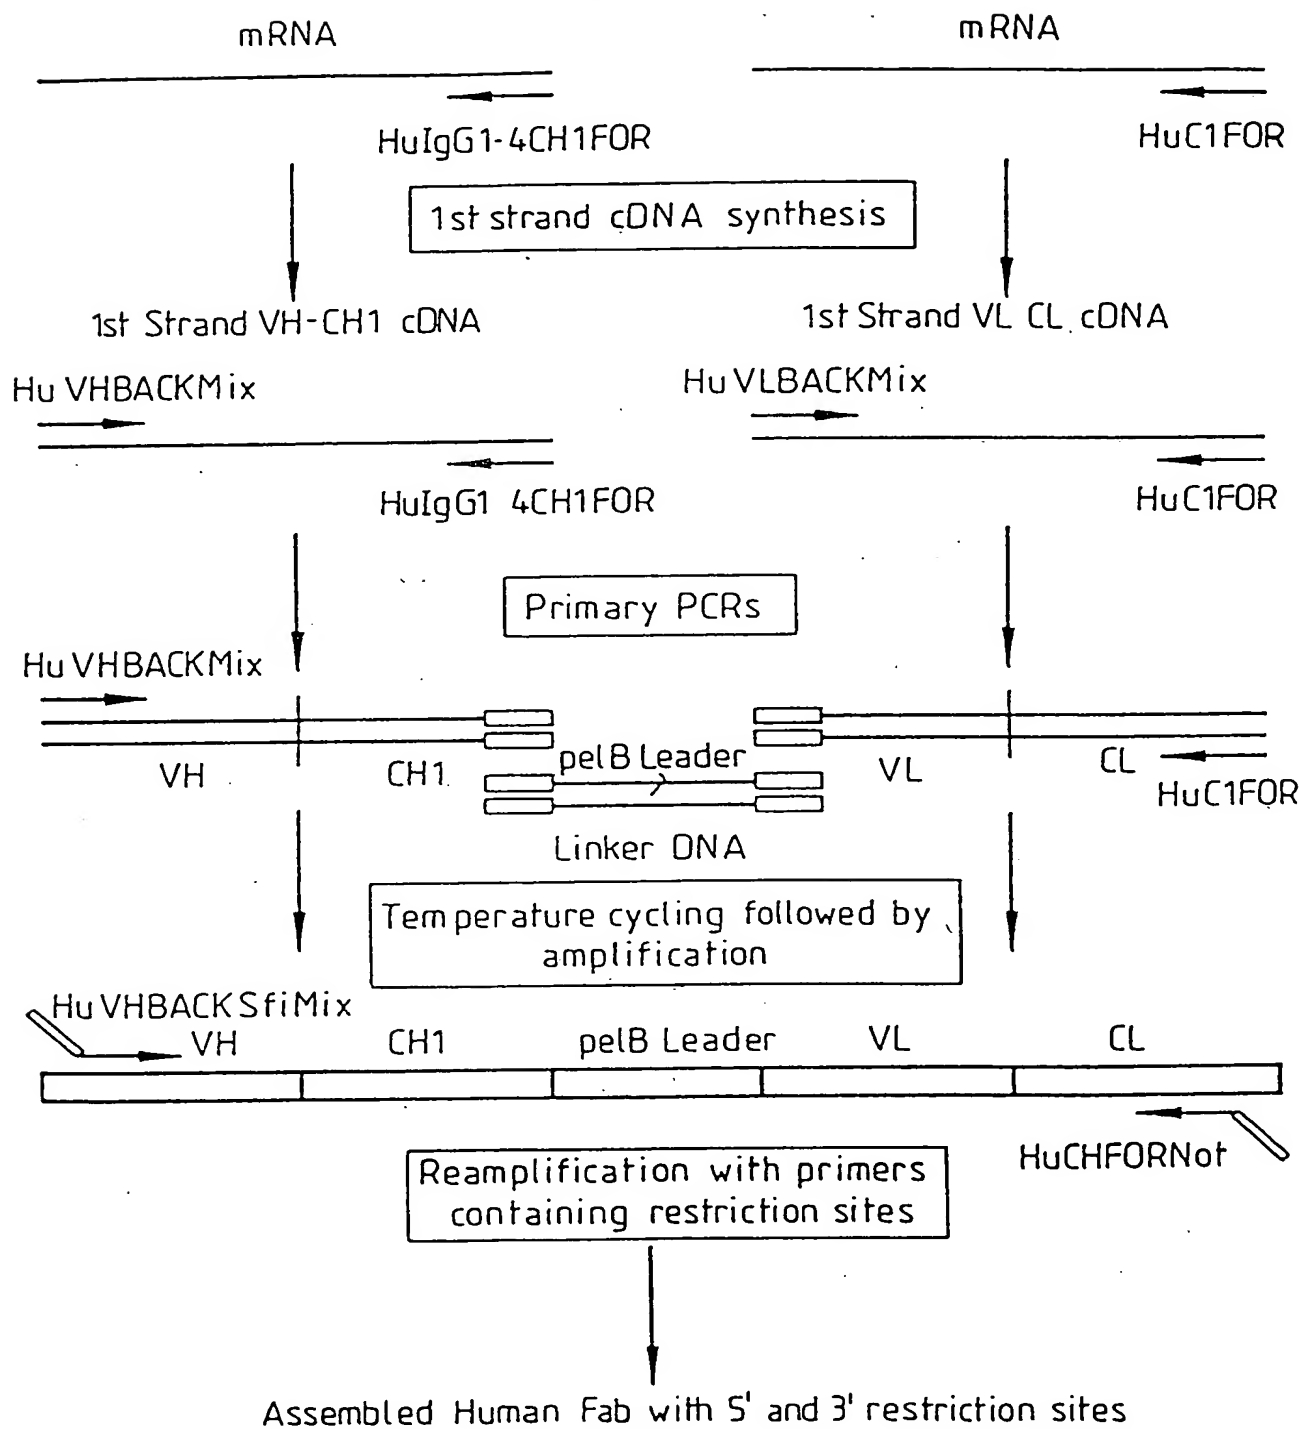 mRNA
mRNA
HuIgG1-4CH1FOR
HuC1FOR
1st strand cDNA synthesis
1st Strand VH-CH1 cDNA
1st Strand VL CL cDNA
Hu VHBACKMix
Hu VLBACKMix
HuIgG1 4CH1FOR
HuC1FOR
Primary PCRs
Hu VHBACKMix
VH
CH1
pelB Leader
VL
CL
HuC1FOR
Linker DNA
Temperature cycling followed by
amplification
Hu VHBACKSfiMix
VH
CH1
pelB Leader
VL
CL
HuCHFORNot
Reamplification with primers
containing restriction sites
Assembled Human Fab with 5' and 3' restriction sites